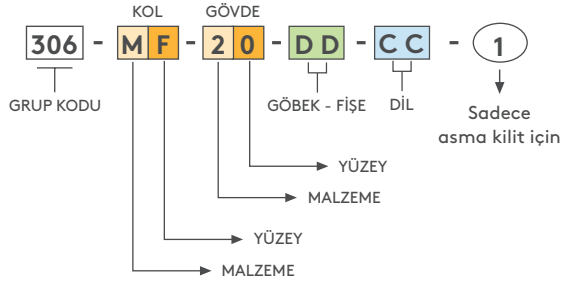 KOL GÖVDE
306 - M F - 2 0 - D D - C C - 1
GRUP KODU GÖBEK - FİŞE DİL
Sadece
asma kilit için
YÜZEY
MALZEME
YÜZEY
MALZEME